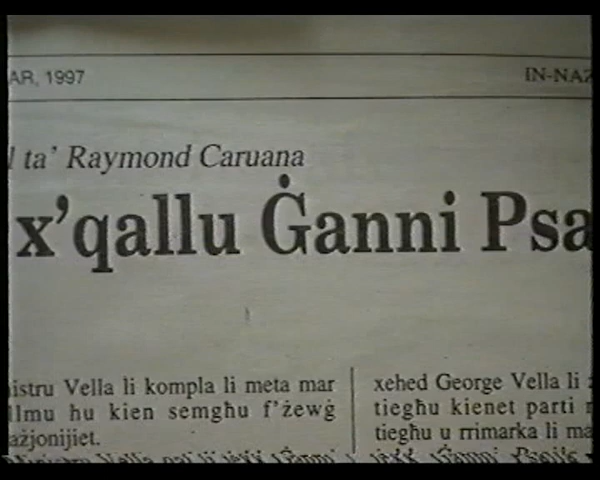 AR, 1997
IN-NAZ
l ta' Raymond Caruana
x'qallu Ġanni Psa
istru Vella li kompla li meta mar
llmu hu kien semgħu f'żewġ
ażjonijiet.
xehed George Vella li
tiegħu kienet parti
tiegħu u rrimarka li ma